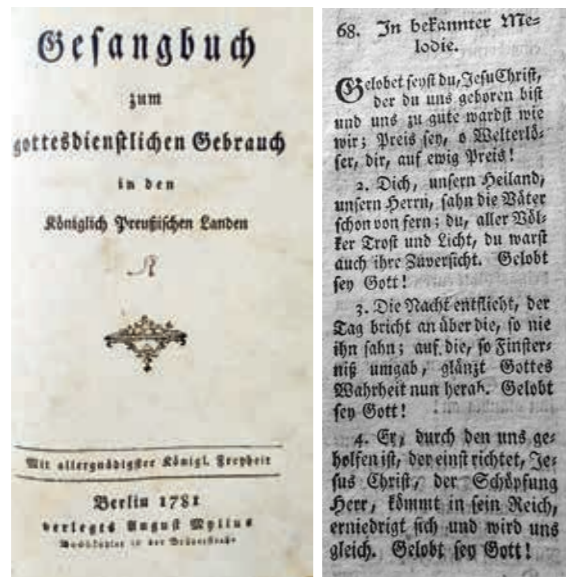 Gesangbuch
zum
gottesdienstlichen Gebrauch
in den
Königlich Preußischen Landen
Mit allergnädigster Königl. Freyheit
Berlin 1781
verlegts August Mylius
Buchhändler in der Brüderstraße
68. In bekannter Me-
lodie.
Gelobet seyst du, Jesu Christ,
der du uns geboren bist
und uns zu gute wardst wie
wir; Preis sey, o Welterlö-
ser, dir, auf ewig Preis!
2. Dich, unsern Heiland,
unsern Herrn, sahn die Väter
schon von fern; du, aller Völ-
ker Trost und Licht, du warst
auch ihre Zuversicht. Gelobt
sey Gott!
3. Die Nacht entflieht, der
Tag bricht an über die, so nie
ihn sahn; auf die, so Finster-
niß umgab, glänzt Gottes
Wahrheit nun herab. Gelobt
sey Gott!
4. Er, durch den uns ge-
holfen ist, der einst richtet, Je-
sus Christ, der Schöpfung
Herr, kömmt in sein Reich,
erniedrigt sich und wird uns
gleich. Gelobt sey Gott!